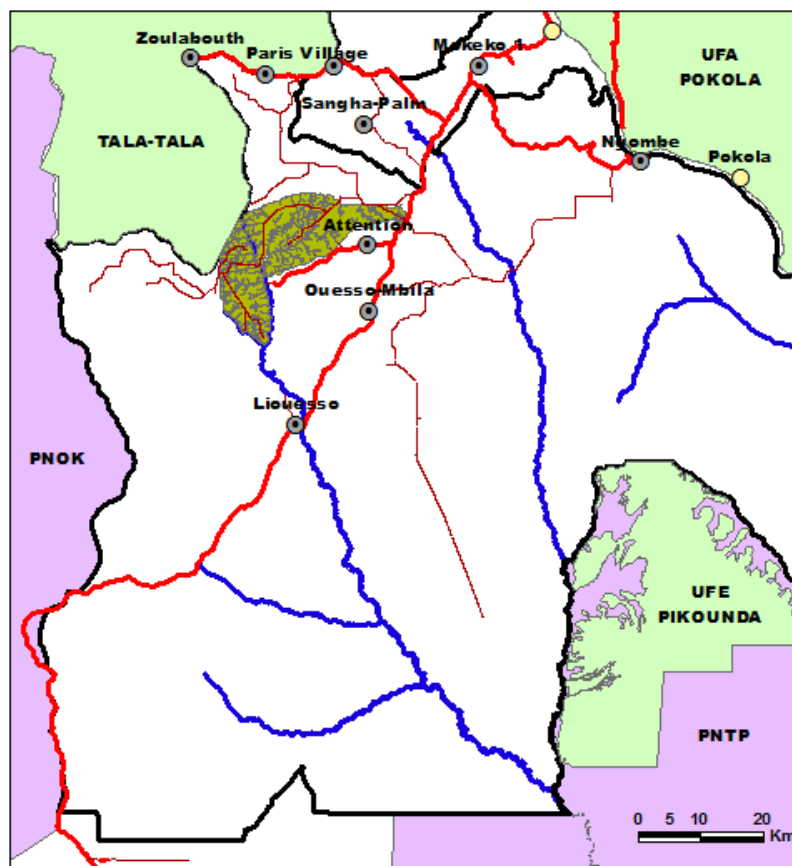 Zoulabouth
Paris Village
Mokeko 1
UFA
POKOLA
Sangha-Palm
TALA-TALA
Nyombe
Pokola
Attention
Ouesso-Mbila
Liouesso
PNOK
UFE
PIKOUNDA
PNTP
0 5 10 20
Km